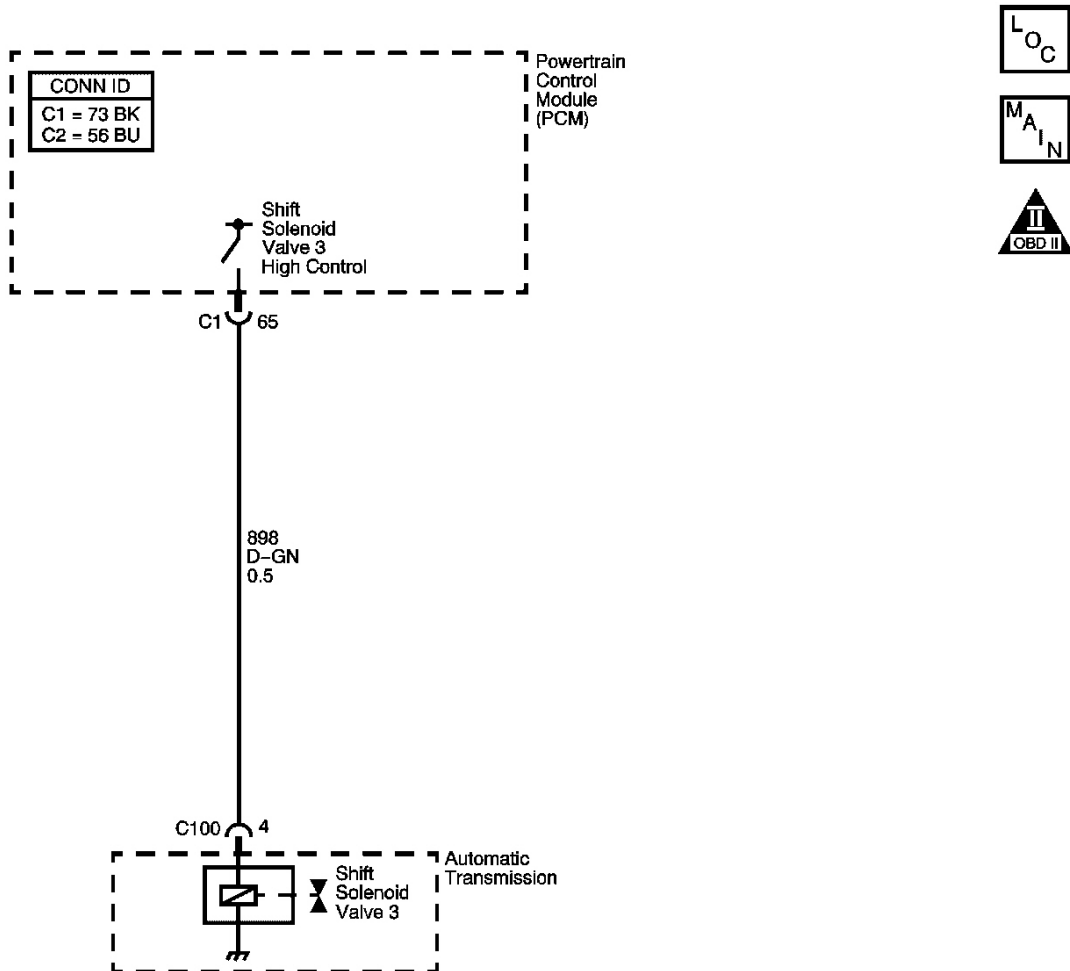 Powertrain
Control
Module
(PCM)
CONN ID
C1 = 73 BK
C2 = 56 BU
LOC
MAIN
II
OBD II
Shift
Solenoid
Valve 3
High Control
C1 65
898
D-GN
0.5
C100 4
Automatic
Transmission
Shift
Solenoid
Valve 3